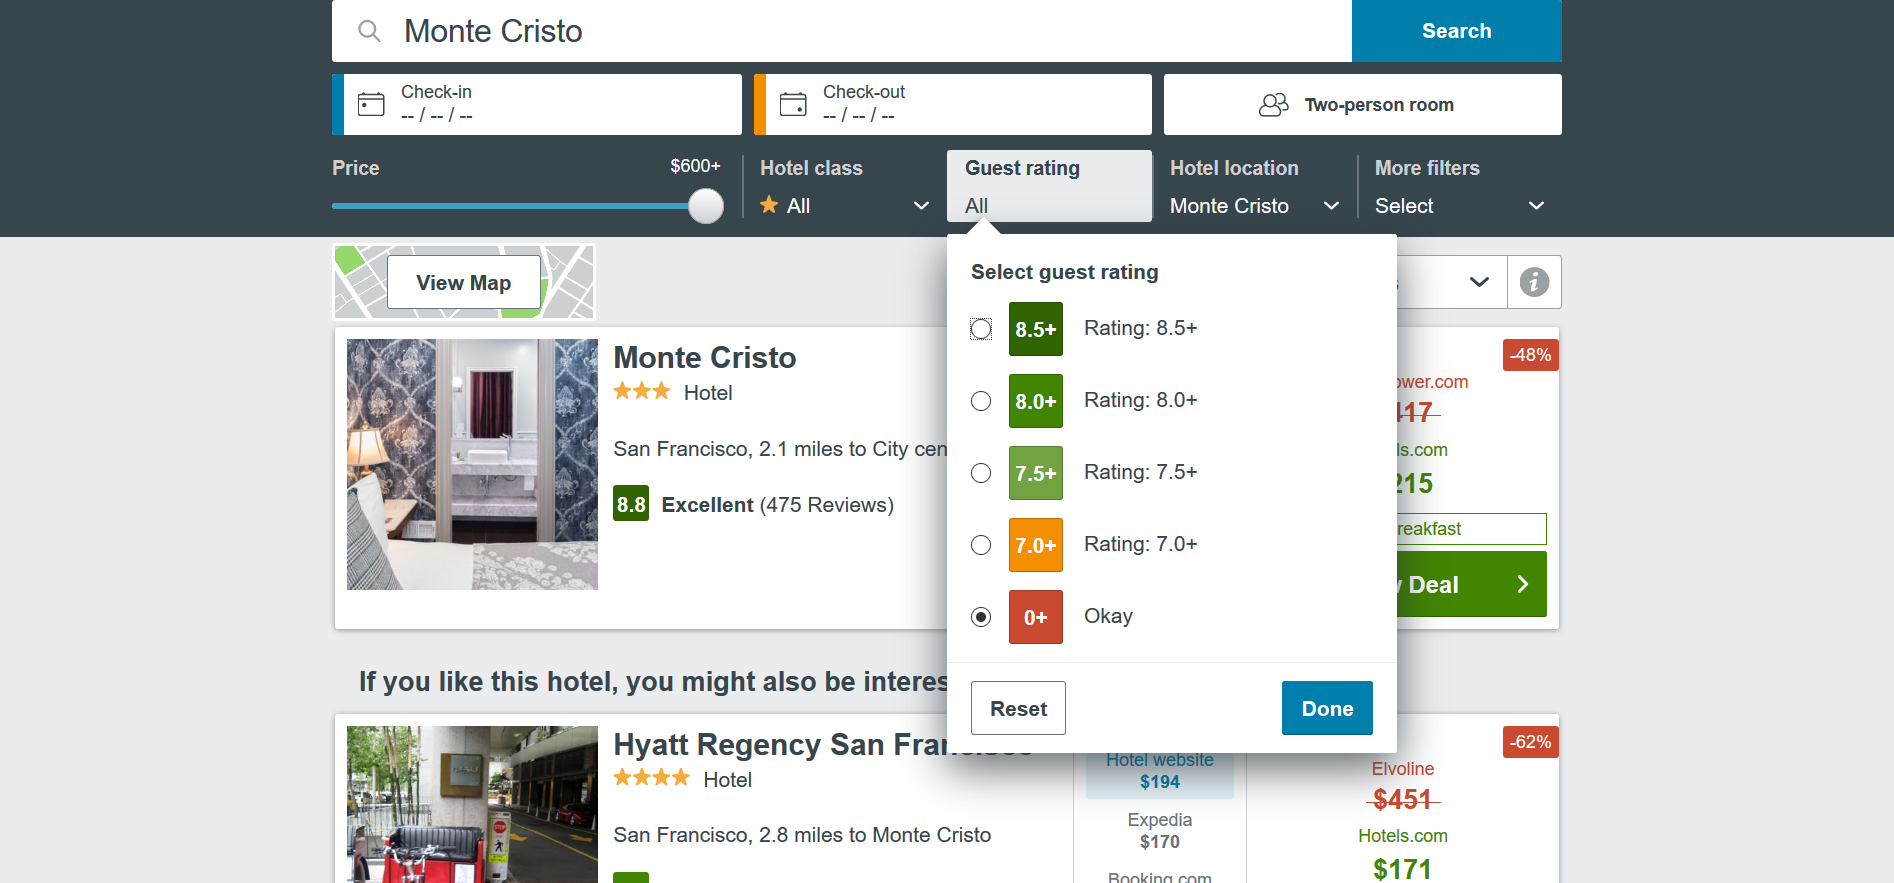 Monte Cristo
Search
Check-in
-- / -- / --
Check-out
-- / -- / --
Two-person room
Price
$600+
Hotel class
All
Guest rating
All
Hotel location
Monte Cristo
More filters
Select
View Map
Select guest rating
8.5+ Rating: 8.5+
8.0+ Rating: 8.0+
7.5+ Rating: 7.5+
7.0+ Rating: 7.0+
0+ Okay
Reset
Done
Monte Cristo
Hotel
San Francisco, 2.1 miles to City cen
8.8 Excellent (475 Reviews)
-48%
ower.com
417
ls.com
215
reakfast
Deal
If you like this hotel, you might also be interes
Hyatt Regency San Francisco
Hotel
San Francisco, 2.8 miles to Monte Cristo
Hotel website
$194
Expedia
$170
Booking.com
-62%
Elvoline
$451
Hotels.com
$171